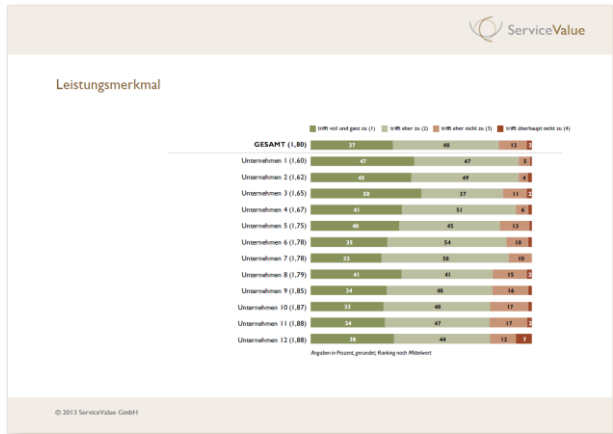 ServiceValue
Leistungsmerkmal
trifft voll und ganz zu (1) trifft eher zu (2) trifft eher nicht zu (3) trifft überhaupt nicht zu (4)
GESAMT (1,80) 37 48 12 3
Unternehmen 1 (1,60) 47 47 5
Unternehmen 2 (1,62) 45 49 4
Unternehmen 3 (1,65) 50 37 11 2
Unternehmen 4 (1,67) 41 51 6
Unternehmen 5 (1,75) 40 45 13
Unternehmen 6 (1,78) 35 54 10
Unternehmen 7 (1,78) 32 58 10
Unternehmen 8 (1,79) 41 41 15 2
Unternehmen 9 (1,85) 34 48 16
Unternehmen 10 (1,87) 33 48 17
Unternehmen 11 (1,88) 34 47 17 2
Unternehmen 12 (1,88) 38 44 12 7
Angaben in Prozent, gerundet; Ranking nach Mittelwert
© 2013 ServiceValue GmbH